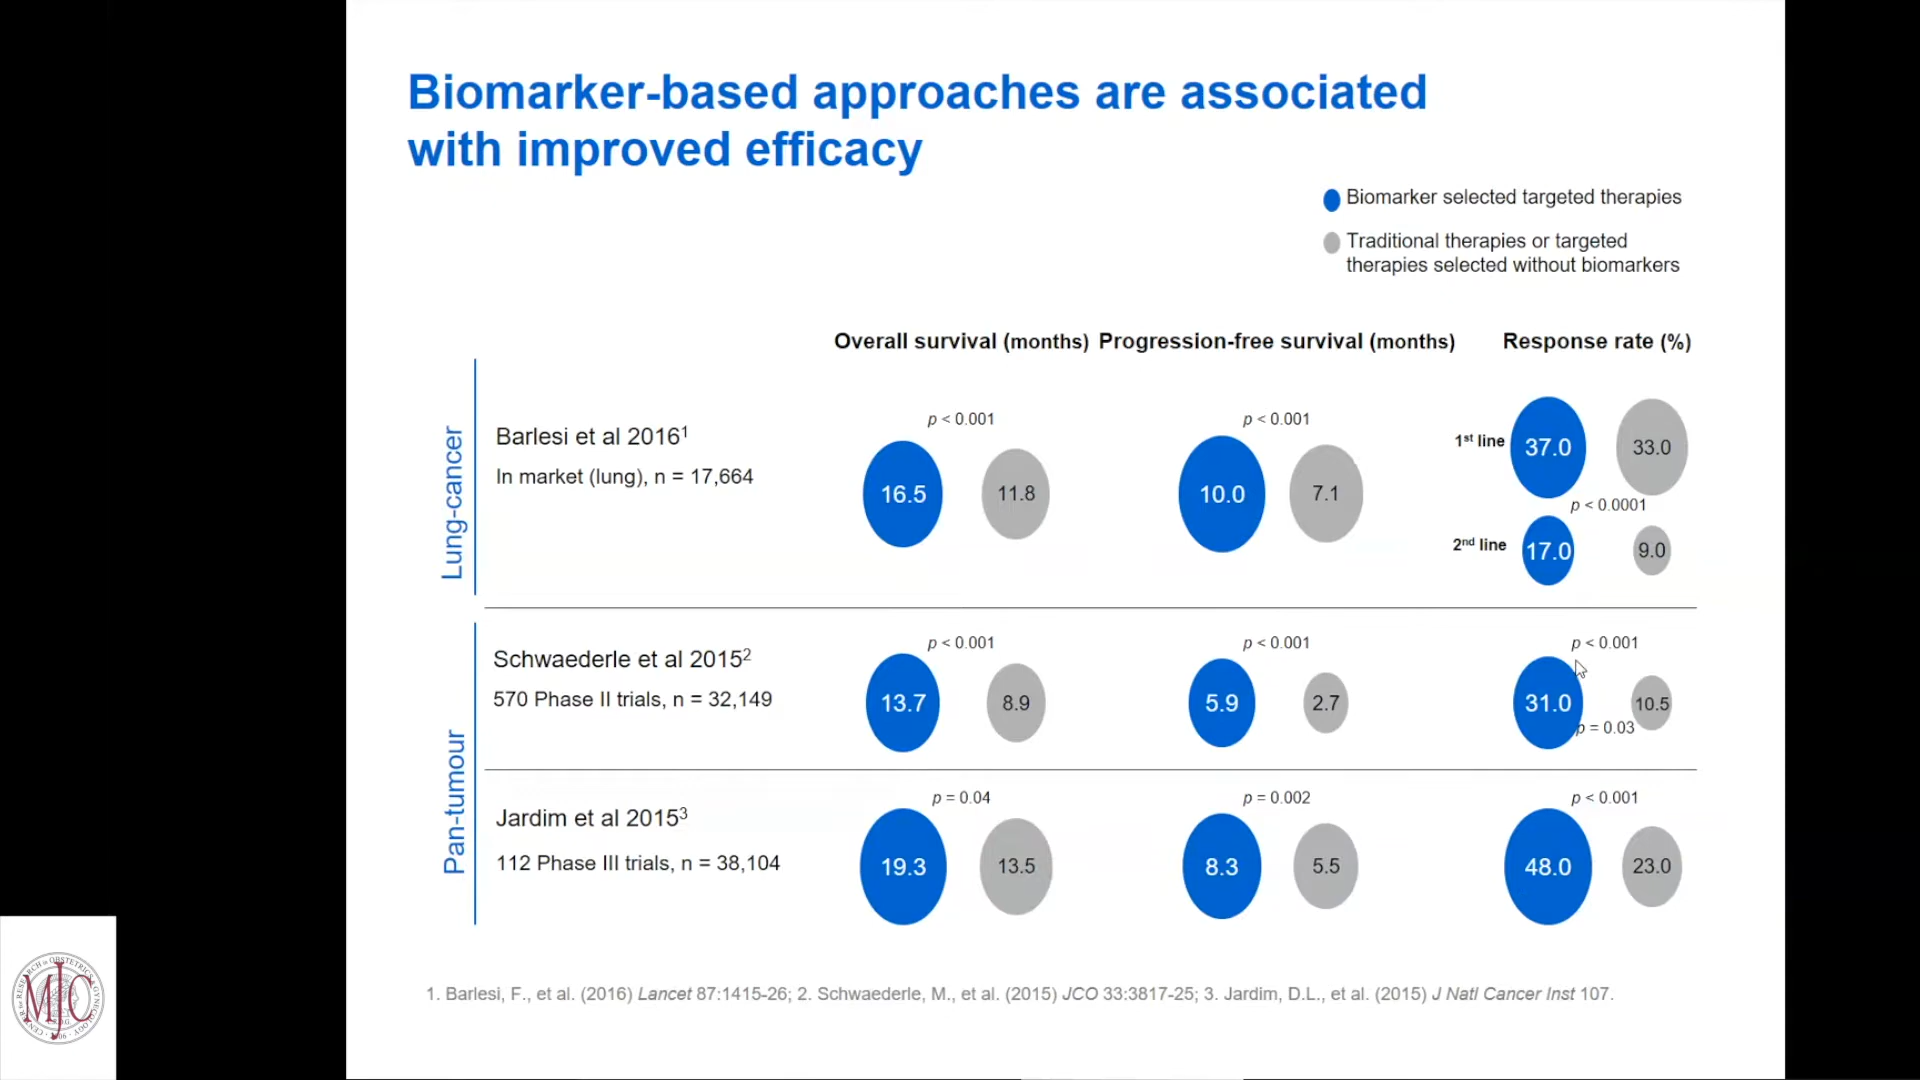 Biomarker-based approaches are associated
with improved efficacy
Biomarker selected targeted therapies
Traditional therapies or targeted
therapies selected without biomarkers
Overall survival (months) Progression-free survival (months) Response rate (%)
Lung-cancer
Barlesi et al 2016¹
In market (lung), n = 17,664
p < 0.001
16.5 11.8
p < 0.001
10.0 7.1
1st line 37.0 33.0
p < 0.0001
2nd line 17.0 9.0
Pan-tumour
Schwaederle et al 2015²
570 Phase II trials, n = 32,149
p < 0.001
13.7 8.9
p < 0.001
5.9 2.7
p < 0.001
31.0 10.5
p = 0.03
Jardim et al 2015³
112 Phase III trials, n = 38,104
p = 0.04
19.3 13.5
p = 0.002
8.3 5.5
p < 0.001
48.0 23.0
1. Barlesi, F., et al. (2016) Lancet 87:1415-26; 2. Schwaederle, M., et al. (2015) JCO 33:3817-25; 3. Jardim, D.L., et al. (2015) J Natl Cancer Inst 107.
MJC